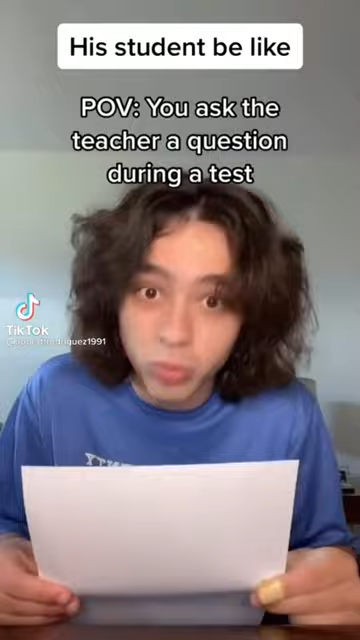 His student be like
POV: You ask the
teacher a question
during a test
TikTok